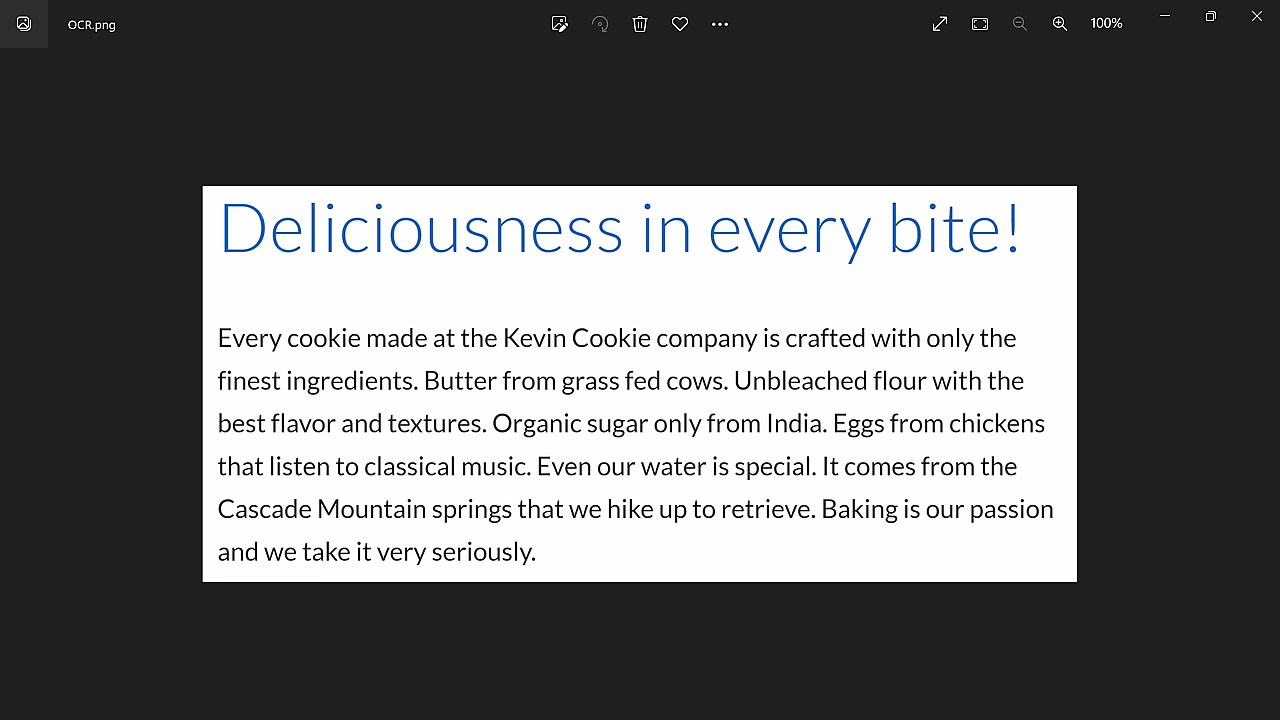 OCR.png
100%
Deliciousness in every bite!
Every cookie made at the Kevin Cookie company is crafted with only the
finest ingredients. Butter from grass fed cows. Unbleached flour with the
best flavor and textures. Organic sugar only from India. Eggs from chickens
that listen to classical music. Even our water is special. It comes from the
Cascade Mountain springs that we hike up to retrieve. Baking is our passion
and we take it very seriously.